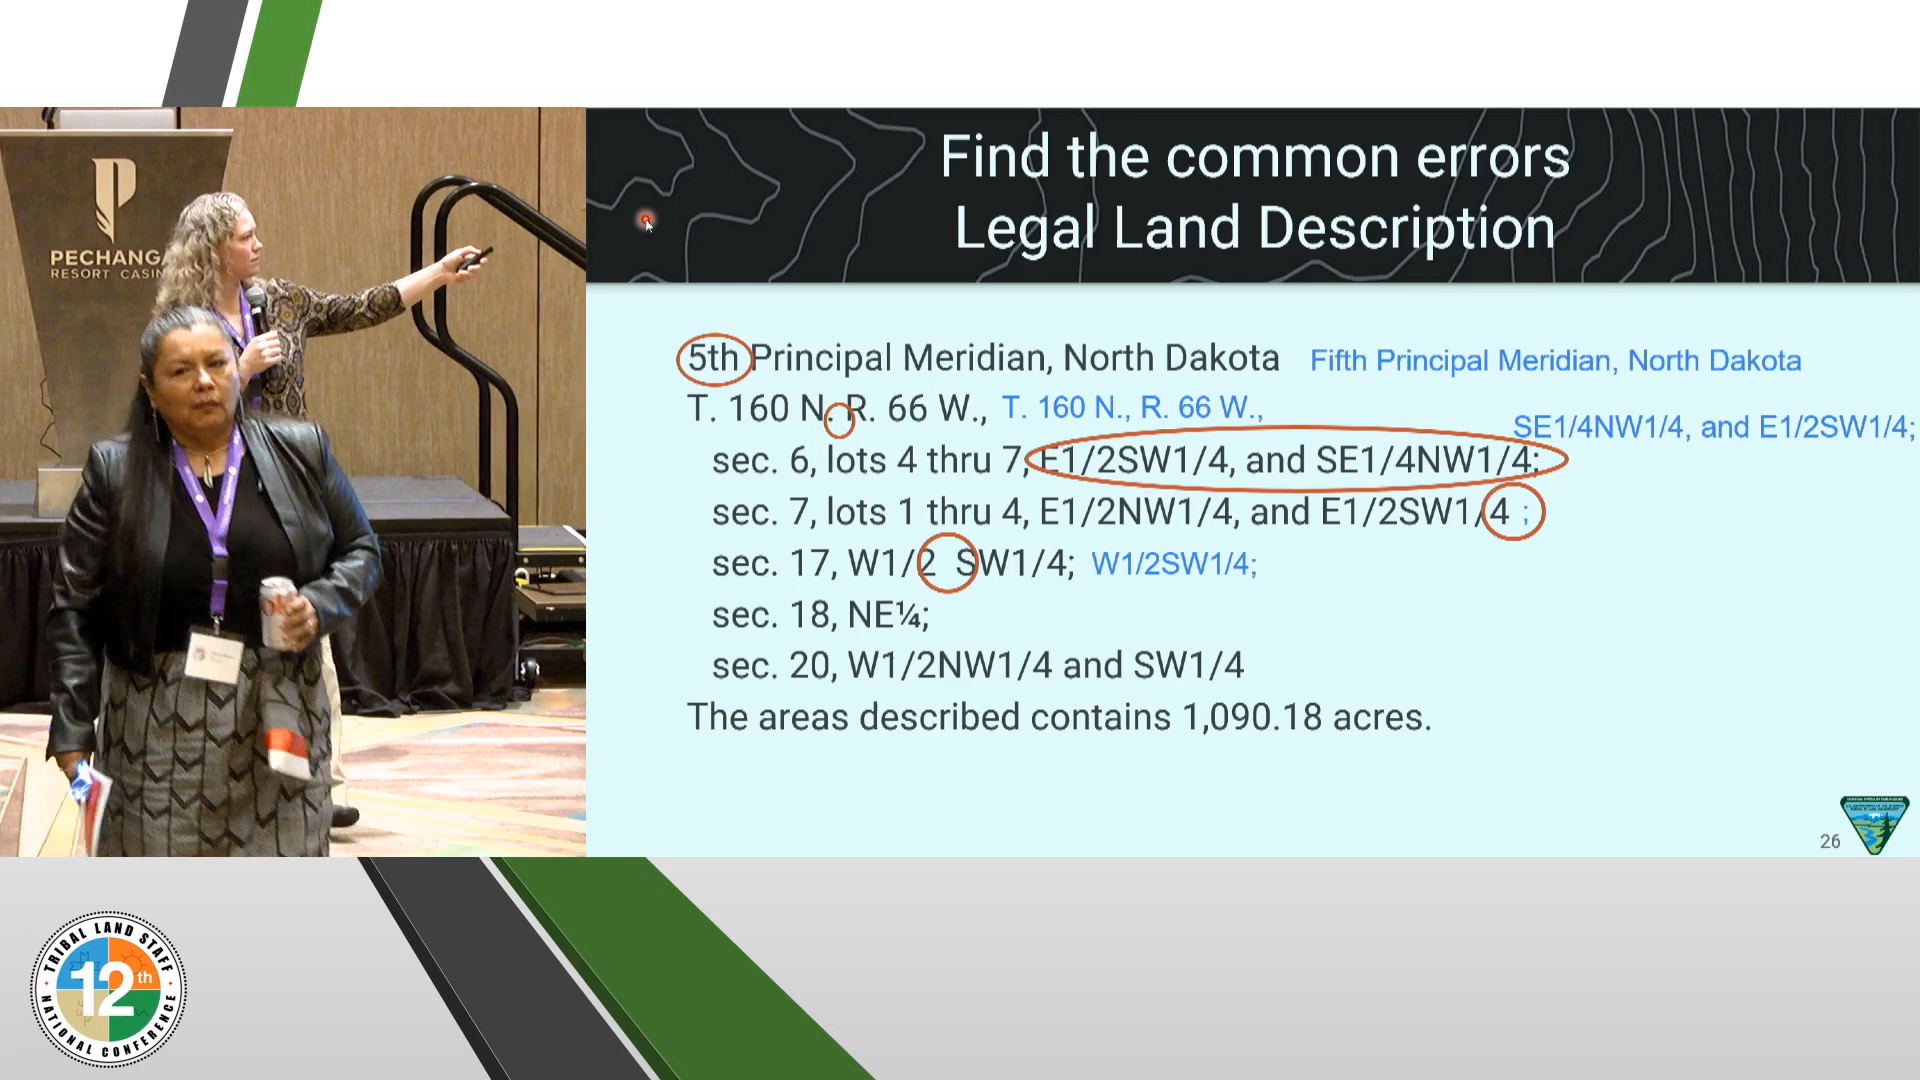 PECHANGA
RESORT CASIN
Find the common errors
Legal Land Description
5th Principal Meridian, North Dakota Fifth Principal Meridian, North Dakota
T. 160 N. R. 66 W., T. 160 N., R. 66 W.,
SE1/4NW1/4, and E1/2SW1/4;
sec. 6, lots 4 thru 7, E1/2SW1/4, and SE1/4NW1/4;
sec. 7, lots 1 thru 4, E1/2NW1/4, and E1/2SW1/4 ;
sec. 17, W1/2 SW1/4; W1/2SW1/4;
sec. 18, NE¼;
sec. 20, W1/2NW1/4 and SW1/4
The areas described contains 1,090.18 acres.
26
TRIBAL LAND STAFF
12th
NATIONAL CONFERENCE